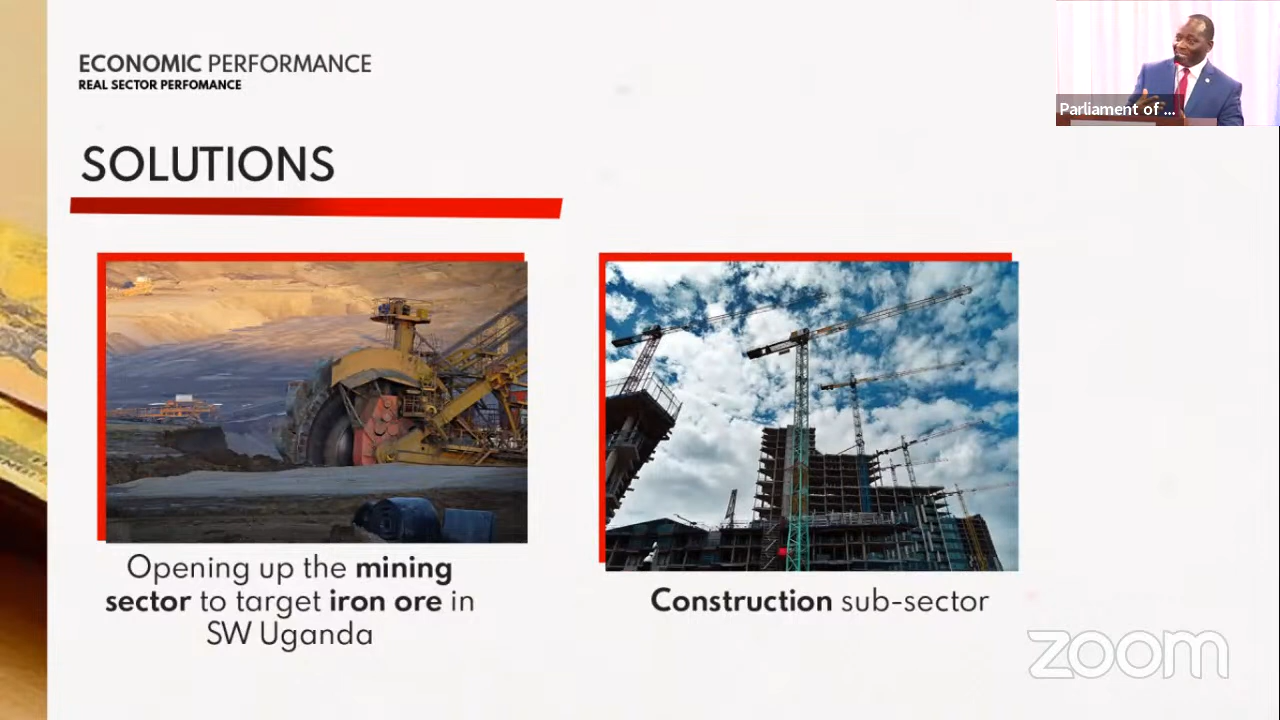 ECONOMIC PERFORMANCE
REAL SECTOR PERFOMANCE
Parliament of ...
SOLUTIONS
Opening up the mining
sector to target iron ore in
SW Uganda
Construction sub-sector
zoom